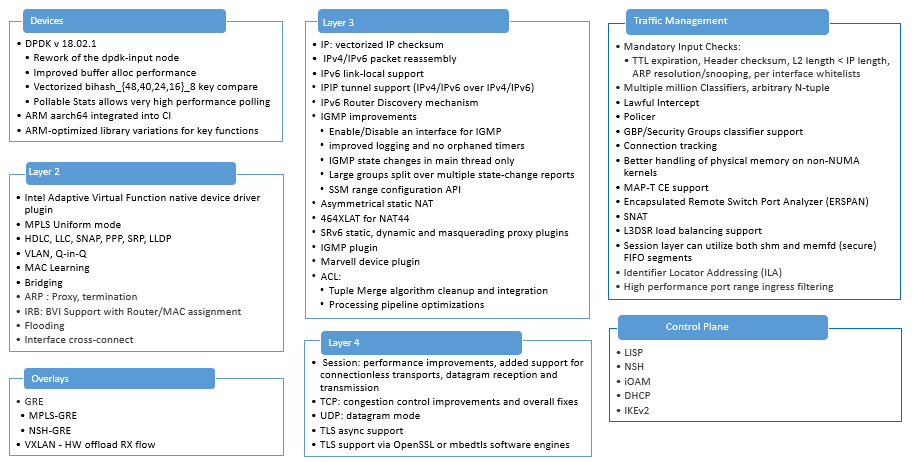 Devices
• DPDK v 18.02.1
• Rework of the dpdk-input node
• Improved buffer alloc performance
• Vectorized bihash_{48,40,24,16}_8 key compare
• Pollable Stats allows very high performance polling
• ARM aarch64 integrated into CI
• ARM-optimized library variations for key functions
Layer 2
• Intel Adaptive Virtual Function native device driver
plugin
• MPLS Uniform mode
• HDLC, LLC, SNAP, PPP, SRP, LLDP
• VLAN, Q-in-Q
• MAC Learning
• Bridging
• ARP : Proxy, termination
• IRB: BVI Support with Router/MAC assignment
• Flooding
• Interface cross-connect
Overlays
• GRE
• MPLS-GRE
• NSH-GRE
• VXLAN - HW offload RX flow
Layer 3
• IP: vectorized IP checksum
• IPv4/IPv6 packet reassembly
• IPv6 link-local support
• IPIP tunnel support (IPv4/IPv6 over IPv4/IPv6)
• IPv6 Router Discovery mechanism
• IGMP improvements
• Enable/Disable an interface for IGMP
• improved logging and no orphaned timers
• IGMP state changes in main thread only
• Large groups split over multiple state-change reports
• SSM range configuration API
• Asymmetrical static NAT
• 464XLAT for NAT44
• SRv6 static, dynamic and masquerading proxy plugins
• IGMP plugin
• Marvell device plugin
• ACL:
• Tuple Merge algorithm cleanup and integration
• Processing pipeline optimizations
Layer 4
• Session: performance improvements, added support for
connectionless transports, datagram reception and
transmission
• TCP: congestion control improvements and overall fixes
• UDP: datagram mode
• TLS async support
• TLS support via OpenSSL or mbedtls software engines
Traffic Management
• Mandatory Input Checks:
• TTL expiration, Header checksum, L2 length < IP length,
ARP resolution/snooping, per interface whitelists
• Multiple million Classifiers, arbitrary N-tuple
• Lawful Intercept
• Policer
• GBP/Security Groups classifier support
• Connection tracking
• Better handling of physical memory on non-NUMA
kernels
• MAP-T CE support
• Encapsulated Remote Switch Port Analyzer (ERSPAN)
• SNAT
• L3DSR load balancing support
• Session layer can utilize both shm and memfd (secure)
FIFO segments
• Identifier Locator Addressing (ILA)
• High performance port range ingress filtering
Control Plane
• LISP
• NSH
• iOAM
• DHCP
• IKEv2